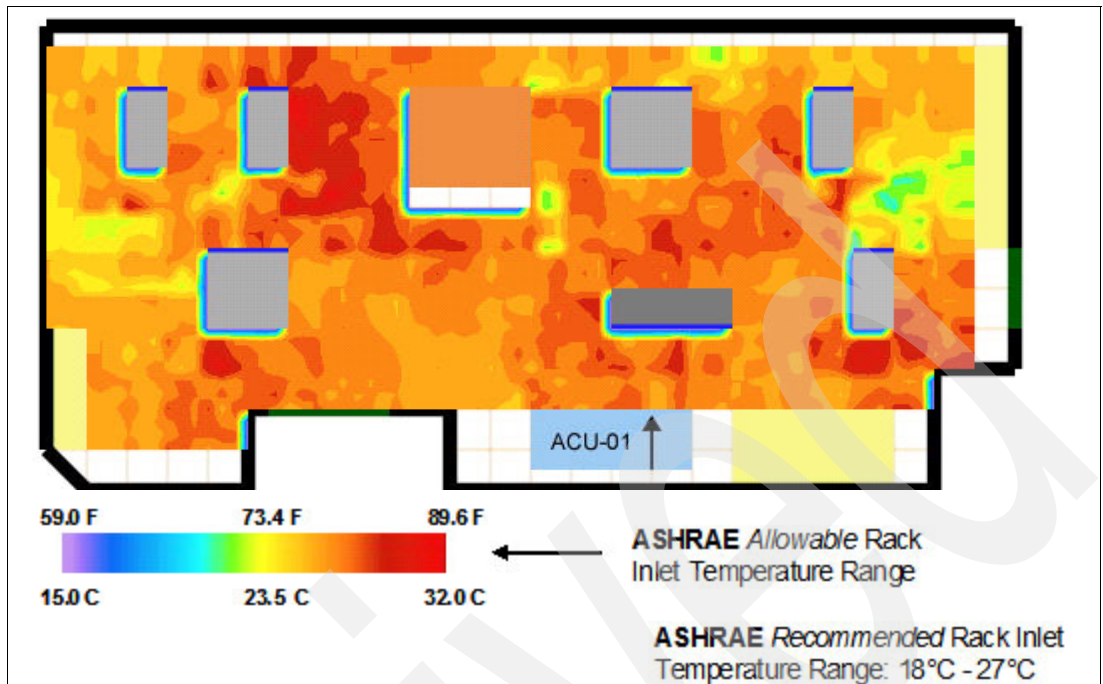 ACU-01
59.0 F 73.4 F 89.6 F
15.0 C 23.5 C 32.0 C
ASHRAE Allowable Rack
Inlet Temperature Range
ASHRAE Recommended Rack Inlet
Temperature Range: 18°C - 27°C